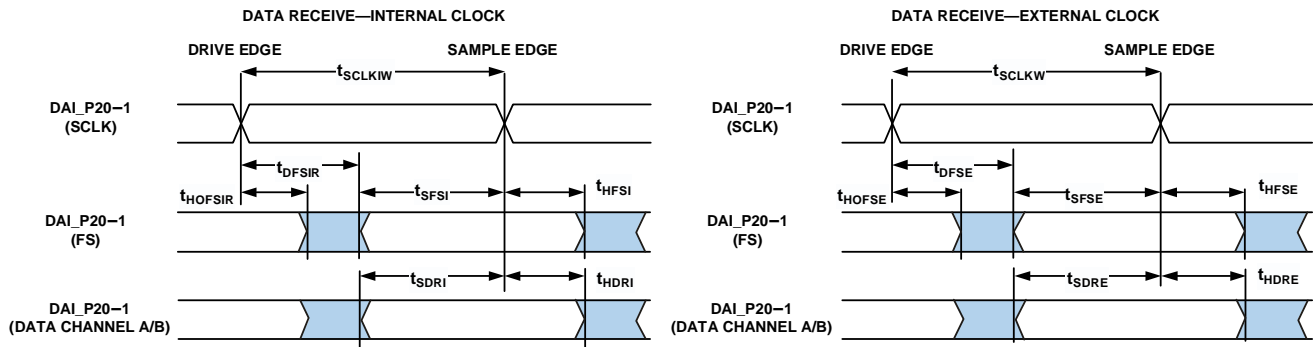 DATA RECEIVE—INTERNAL CLOCK
DRIVE EDGE
SAMPLE EDGE
tSCLKIW
DAI_P20–1
(SCLK)
tDFSIR
tHOFSIR
tSFSI
tHFSI
DAI_P20–1
(FS)
tSDRI
tHDRI
DAI_P20–1
(DATA CHANNEL A/B)
DATA RECEIVE—EXTERNAL CLOCK
DRIVE EDGE
SAMPLE EDGE
tSCLKW
DAI_P20–1
(SCLK)
tDFSE
tHOFSE
tSFSE
tHFSE
DAI_P20–1
(FS)
tSDRE
tHDRE
DAI_P20–1
(DATA CHANNEL A/B)